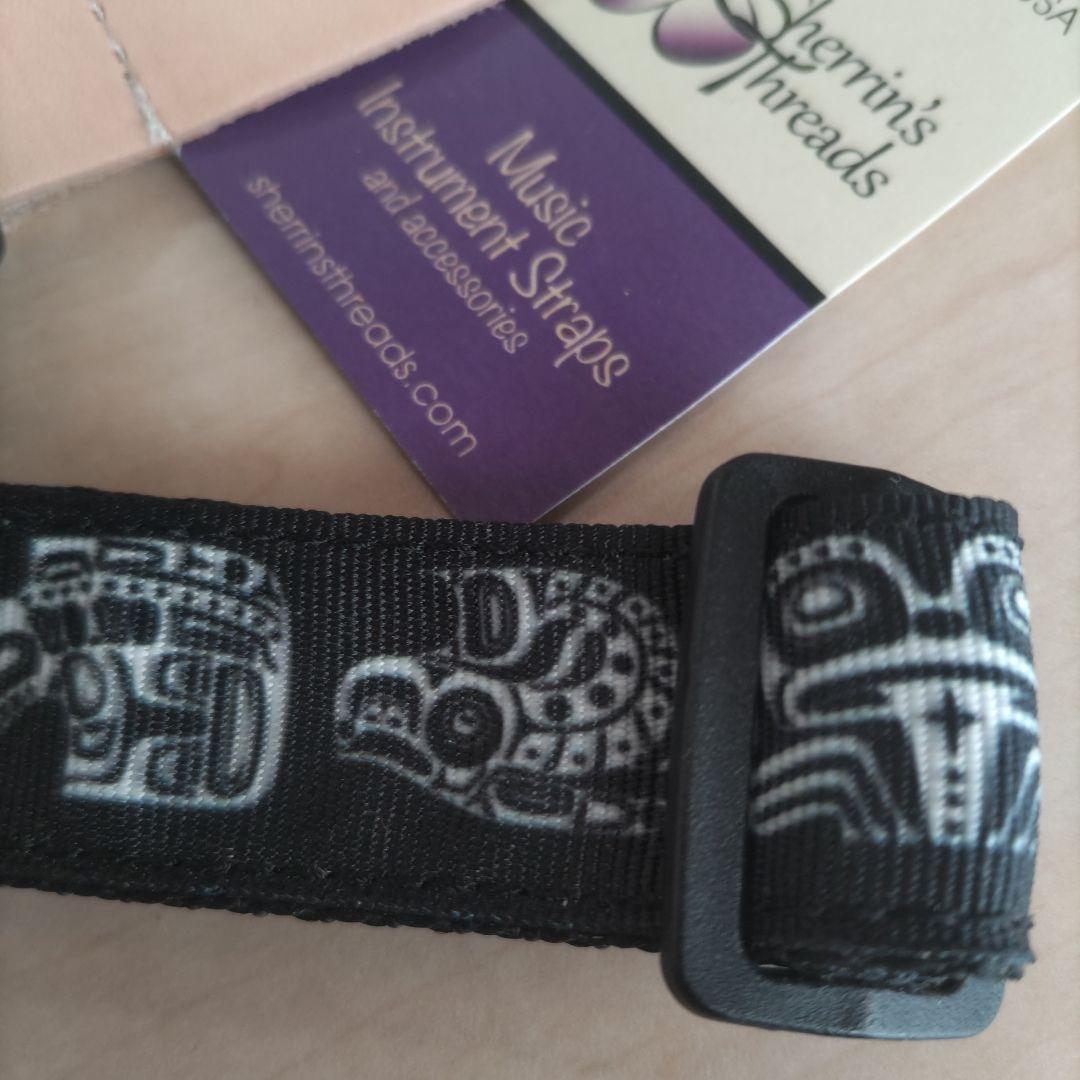 Sherrin's
Threads
Music
Instrument Straps
and accessories
sherrinsthreads.com